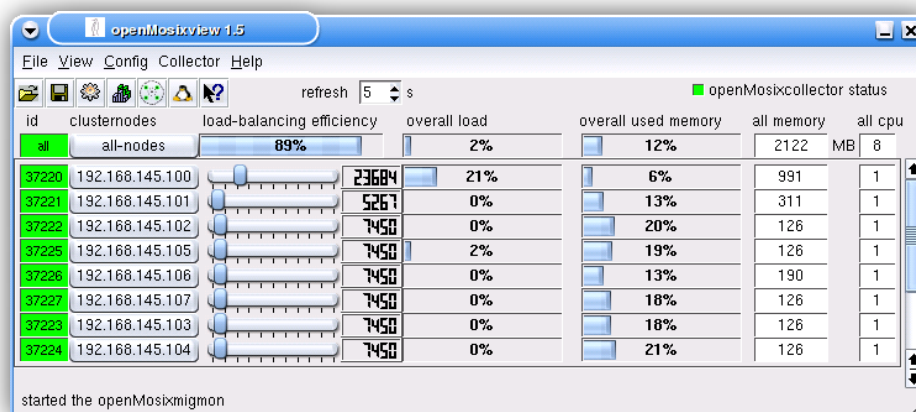 openMosixview 1.5
File View Config Collector Help
refresh 5 s openMosixcollector status
id clusternodes load-balancing efficiency overall load overall used memory all memory all cpu
all all-nodes 89% 2% 12% 2122 MB 8
37220 192.168.145.100 23684 21% 6% 991 1
37221 192.168.145.101 5267 0% 13% 311 1
37222 192.168.145.102 7450 0% 20% 126 1
37225 192.168.145.105 7450 2% 19% 126 1
37226 192.168.145.106 7450 0% 13% 190 1
37227 192.168.145.107 7450 0% 18% 126 1
37223 192.168.145.103 7450 0% 18% 126 1
37224 192.168.145.104 7450 0% 21% 126 1
started the openMosixmigmon